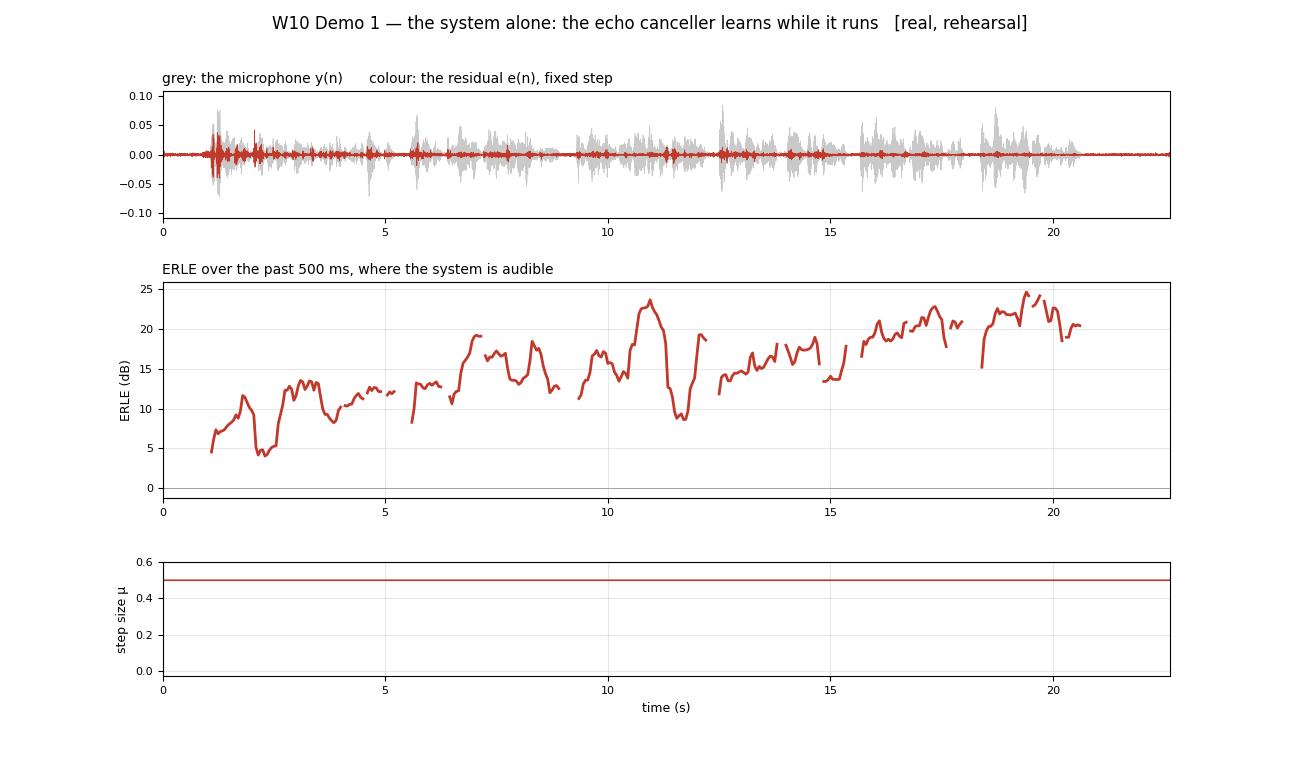 W10 Demo 1 — the system alone: the echo canceller learns while it runs   [real, rehearsal]
grey: the microphone y(n)      colour: the residual e(n), fixed step
0.10
0.05
0.00
−0.05
−0.10
0 5 10 15 20
ERLE over the past 500 ms, where the system is audible
ERLE (dB)
25
20
15
10
5
0
0 5 10 15 20
step size μ
0.6
0.4
0.2
0.0
0 5 10 15 20
time (s)